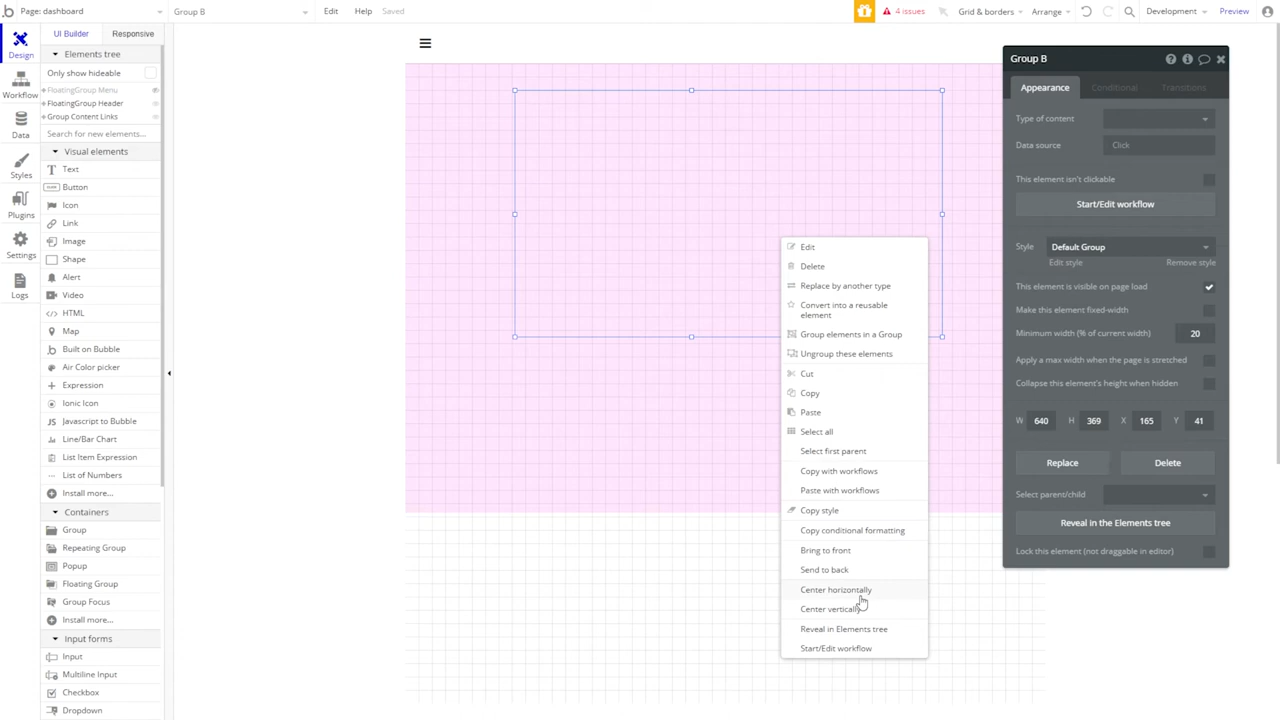 Page: dashboard
Group B
Edit
Help
Saved
4 issues
Grid & borders
Arrange
Development
Preview
Design
Workflow
Data
Styles
Plugins
Settings
Logs
UI Builder
Responsive
Elements tree
Only show hideable
FloatingGroup Menu
FloatingGroup Header
Group Content Links
Search for new elements...
Visual elements
Text
Button
Icon
Link
Image
Shape
Alert
Video
HTML
Map
Built on Bubble
Air Color picker
Expression
Ionic Icon
Javascript to Bubble
Line/Bar Chart
List Item Expression
List of Numbers
Install more...
Containers
Group
Repeating Group
Popup
Floating Group
Group Focus
Install more...
Input forms
Input
Multiline Input
Checkbox
Dropdown
Edit
Delete
Replace by another type
Convert into a reusable
element
Group elements in a Group
Ungroup these elements
Cut
Copy
Paste
Select all
Select first parent
Copy with workflows
Paste with workflows
Copy style
Copy conditional formatting
Bring to front
Send to back
Center horizontally
Center vertically
Reveal in Elements tree
Start/Edit workflow
Group B
Appearance
Conditional
Transitions
Type of content
Data source
Click
This element isn't clickable
Start/Edit workflow
Style
Default Group
Edit style
Remove style
This element is visible on page load
Make this element fixed-width
Minimum width (% of current width)
20
Apply a max width when the page is stretched
Collapse this element's height when hidden
W 640 H 369 X 165 Y 41
Replace
Delete
Select parent/child
Reveal in the Elements tree
Lock this element (not draggable in editor)